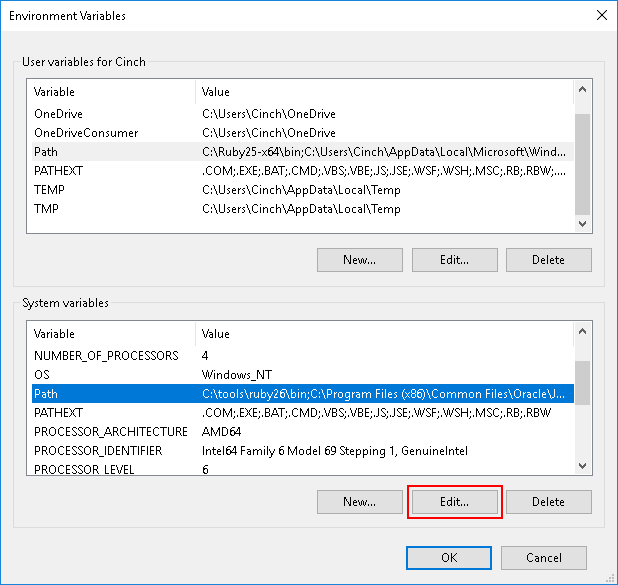 Environment Variables
User variables for Cinch
Variable Value
OneDrive C:\Users\Cinch\OneDrive
OneDriveConsumer C:\Users\Cinch\OneDrive
Path C:\Ruby25-x64\bin;C:\Users\Cinch\AppData\Local\Microsoft\Wind...
PATHEXT .COM;.EXE;.BAT;.CMD;.VBS;.VBE;.JS;.JSE;.WSF;.WSH;.MSC;.RB;.RBW;....
TEMP C:\Users\Cinch\AppData\Local\Temp
TMP C:\Users\Cinch\AppData\Local\Temp
New... Edit... Delete
System variables
Variable Value
NUMBER_OF_PROCESSORS 4
OS Windows_NT
Path C:\tools\ruby26\bin;C:\Program Files (x86)\Common Files\Oracle\J...
PATHEXT .COM;.EXE;.BAT;.CMD;.VBS;.VBE;.JS;.JSE;.WSF;.WSH;.MSC;.RB;.RBW
PROCESSOR_ARCHITECTURE AMD64
PROCESSOR_IDENTIFIER Intel64 Family 6 Model 69 Stepping 1, GenuineIntel
PROCESSOR_LEVEL 6
New... Edit... Delete
OK Cancel